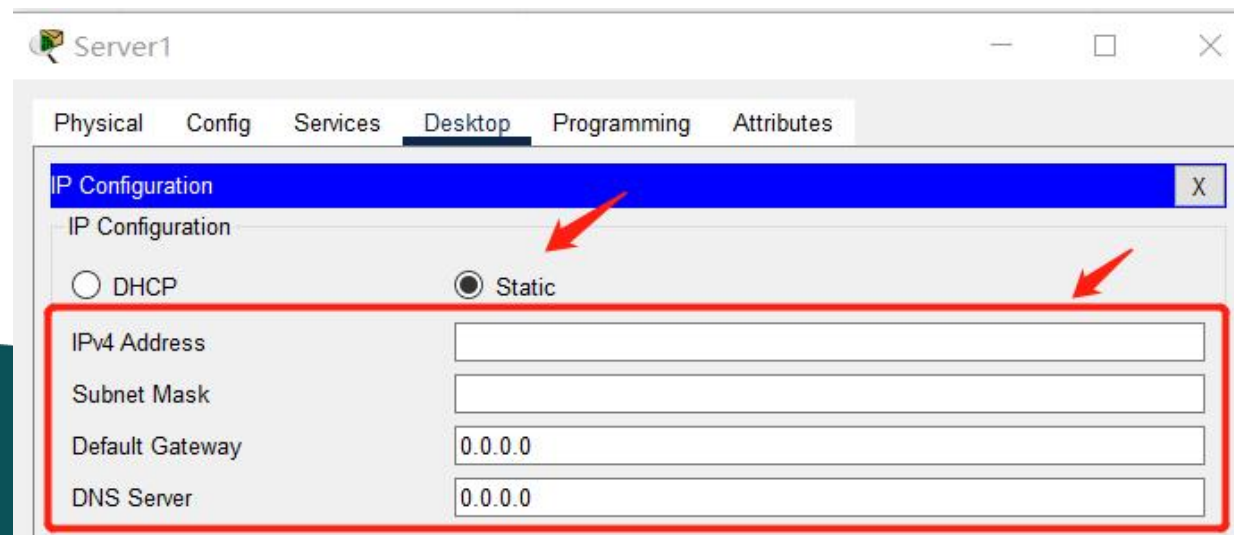 Server1
Physical Config Services Desktop Programming Attributes
IP Configuration X
IP Configuration
DHCP Static
IPv4 Address
Subnet Mask
Default Gateway 0.0.0.0
DNS Server 0.0.0.0